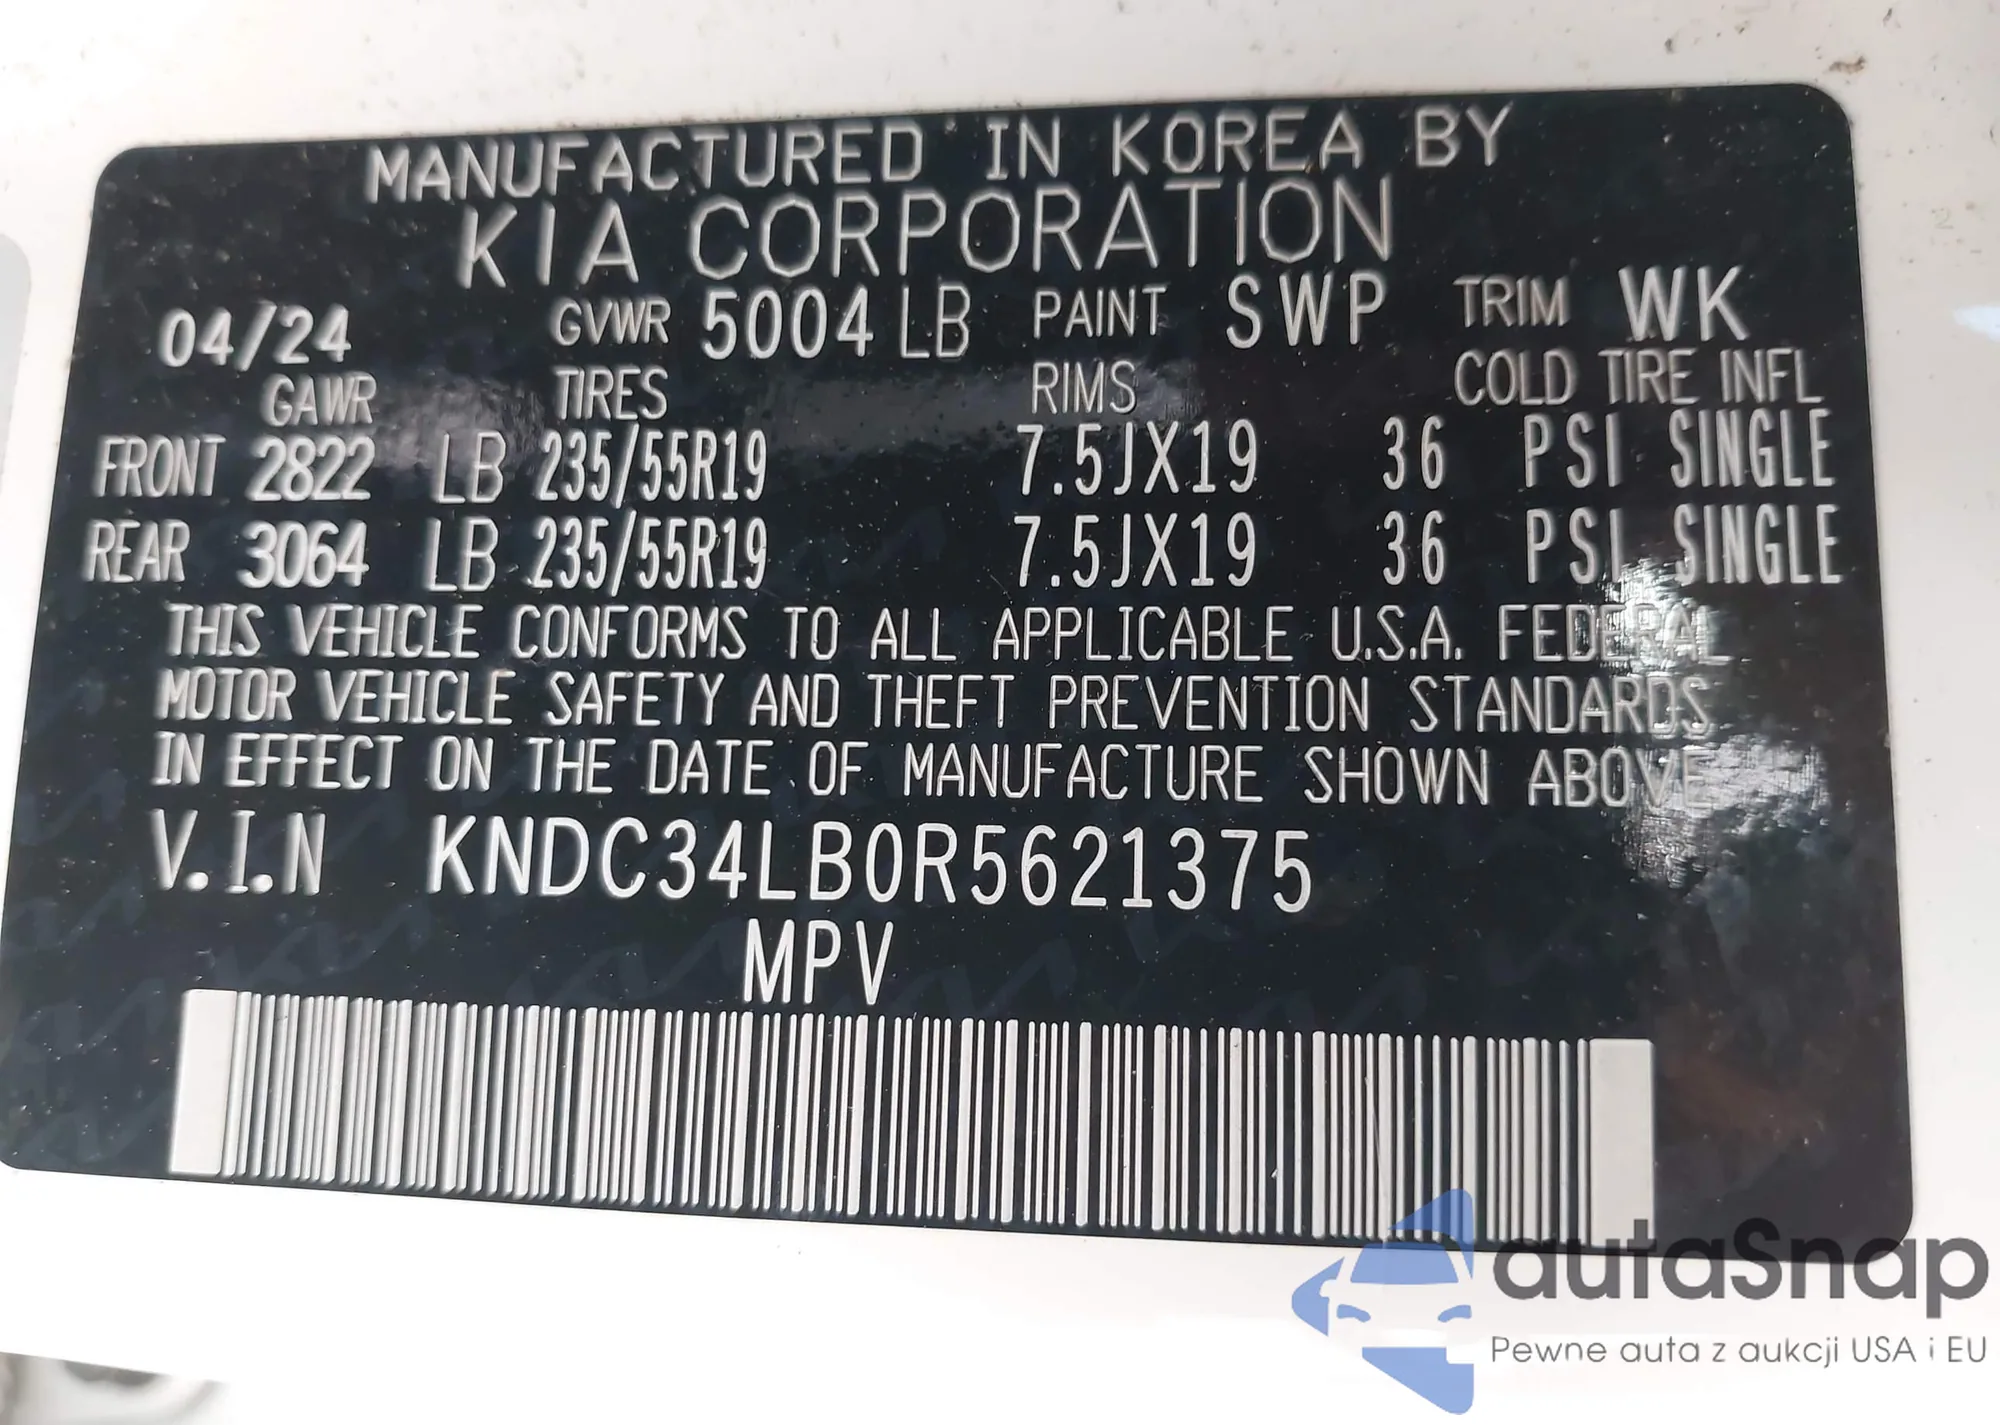 MANUFACTURED IN KOREA BY
KIA CORPORATION
04/24 GVWR 5004 LB PAINT SWP TRIM WK
GAWR TIRES RIMS COLD TIRE INFL
FRONT 2822 LB 235/55R19 7.5JX19 36 PSI SINGLE
REAR 3064 LB 235/55R19 7.5JX19 36 PSI SINGLE
THIS VEHICLE CONFORMS TO ALL APPLICABLE U.S.A. FEDERAL
MOTOR VEHICLE SAFETY AND THEFT PREVENTION STANDARDS
IN EFFECT ON THE DATE OF MANUFACTURE SHOWN ABOVE
V.I.N KNDC34LB0R5621375
MPV
autaSnap
Pewne auta z aukcji USA i EU